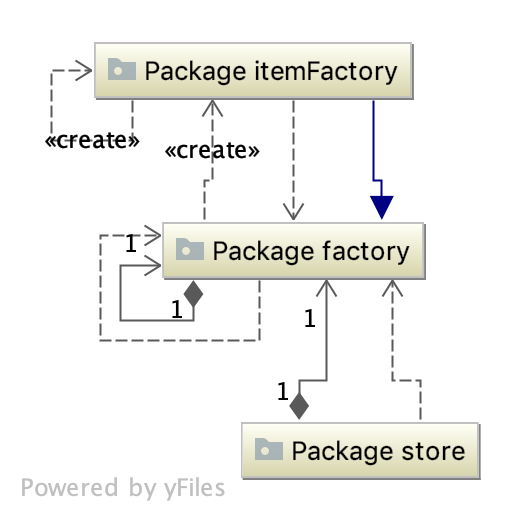 Package itemFactory
«create»
«create»
1
Package factory
1
1
1
Package store
Powered by yFiles